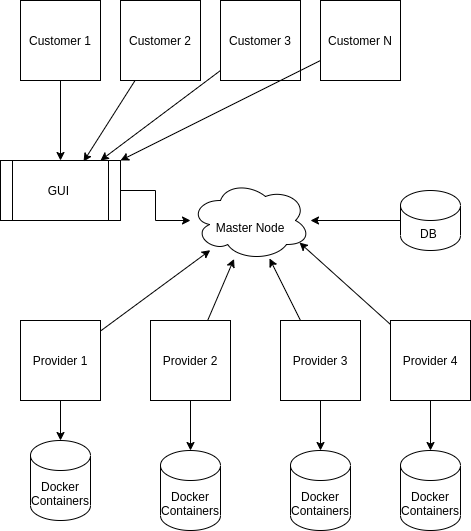 Customer 1
Customer 2
Customer 3
Customer N
GUI
Master Node
DB
Provider 1
Provider 2
Provider 3
Provider 4
Docker
Containers
Docker
Containers
Docker
Containers
Docker
Containers